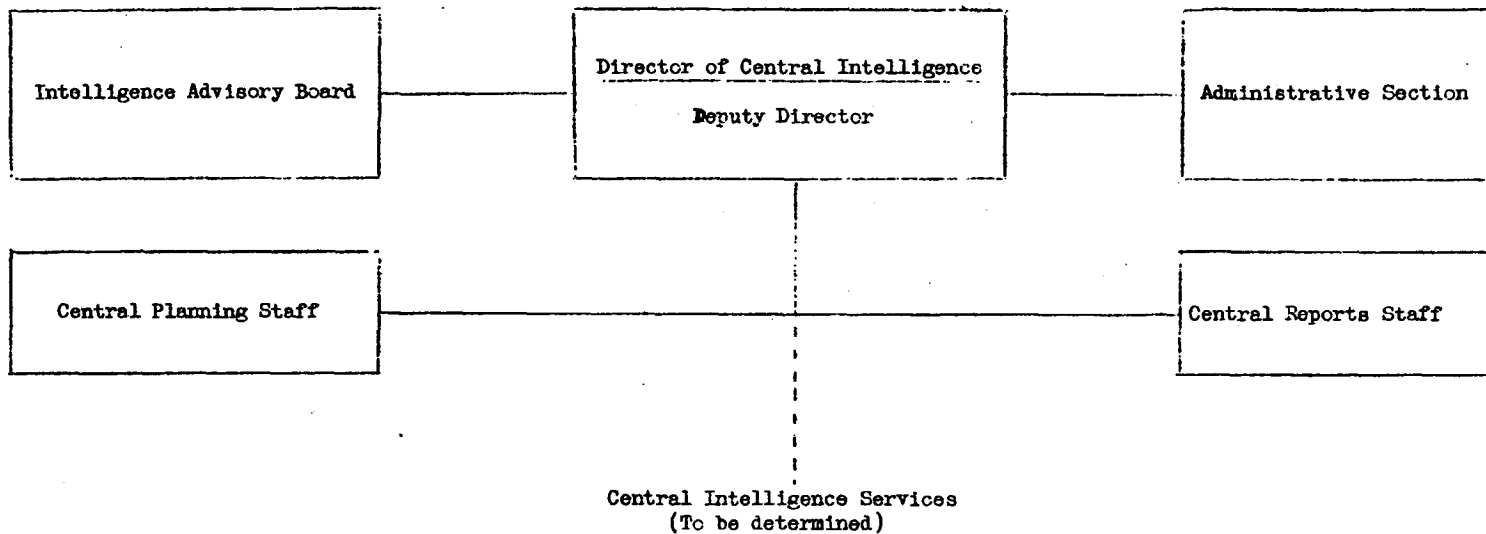 Intelligence Advisory Board
Director of Central Intelligence
Deputy Director
Administrative Section
Central Planning Staff
Central Reports Staff
Central Intelligence Services
(To be determined)